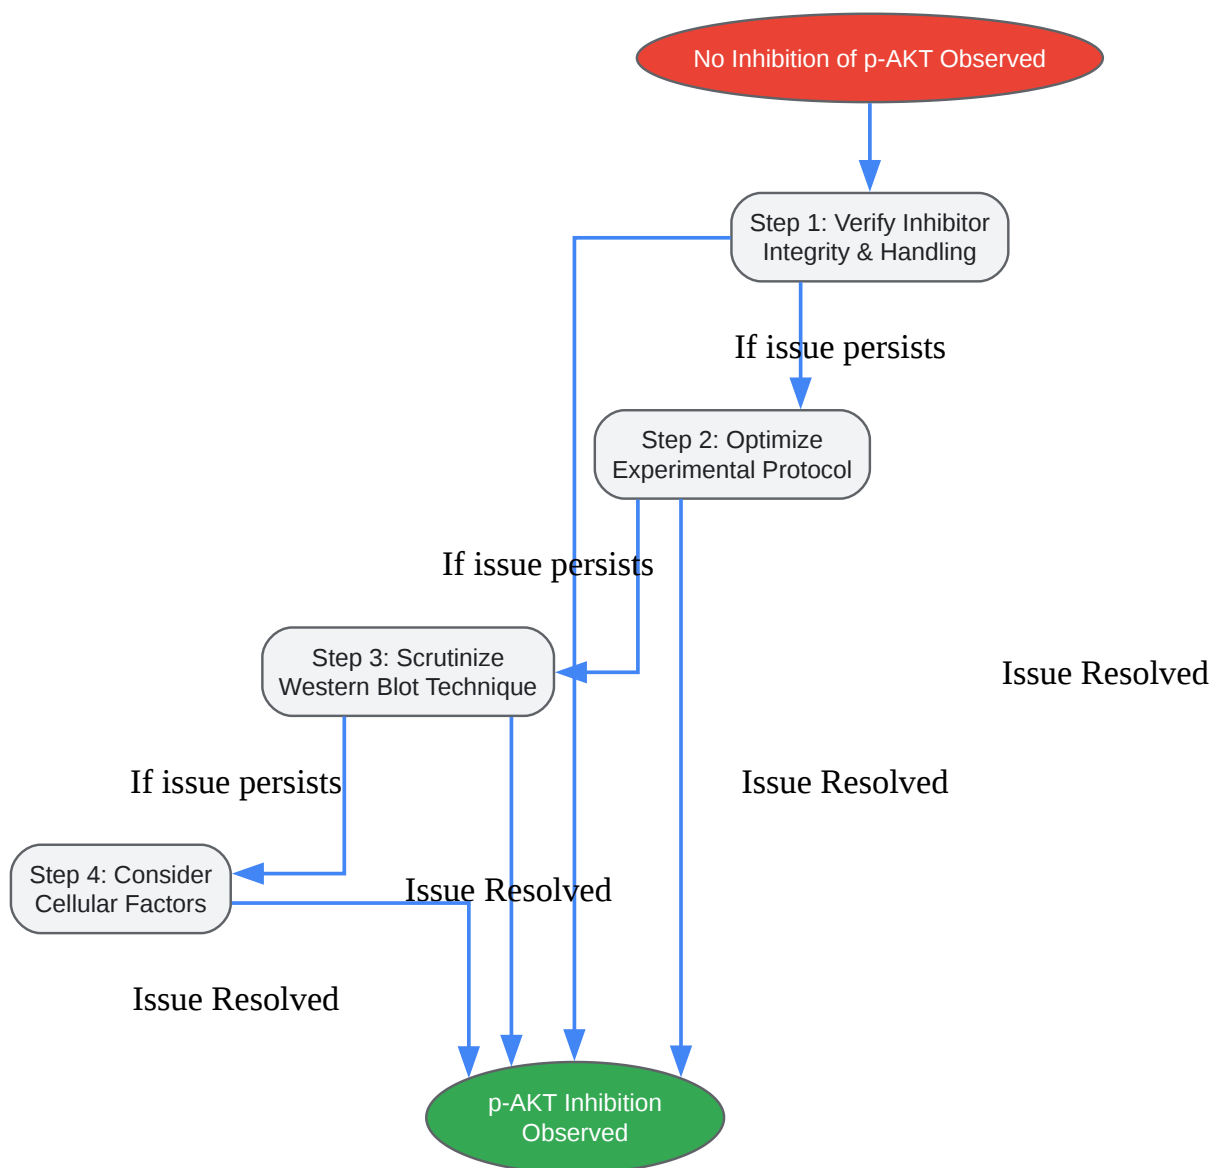 No Inhibition of p-AKT Observed
Step 1: Verify Inhibitor
Integrity & Handling
If issue persists
Step 2: Optimize
Experimental Protocol
If issue persists
Step 3: Scrutinize
Western Blot Technique
Issue Resolved
If issue persists
Issue Resolved
Step 4: Consider
Cellular Factors
Issue Resolved
Issue Resolved
p-AKT Inhibition
Observed